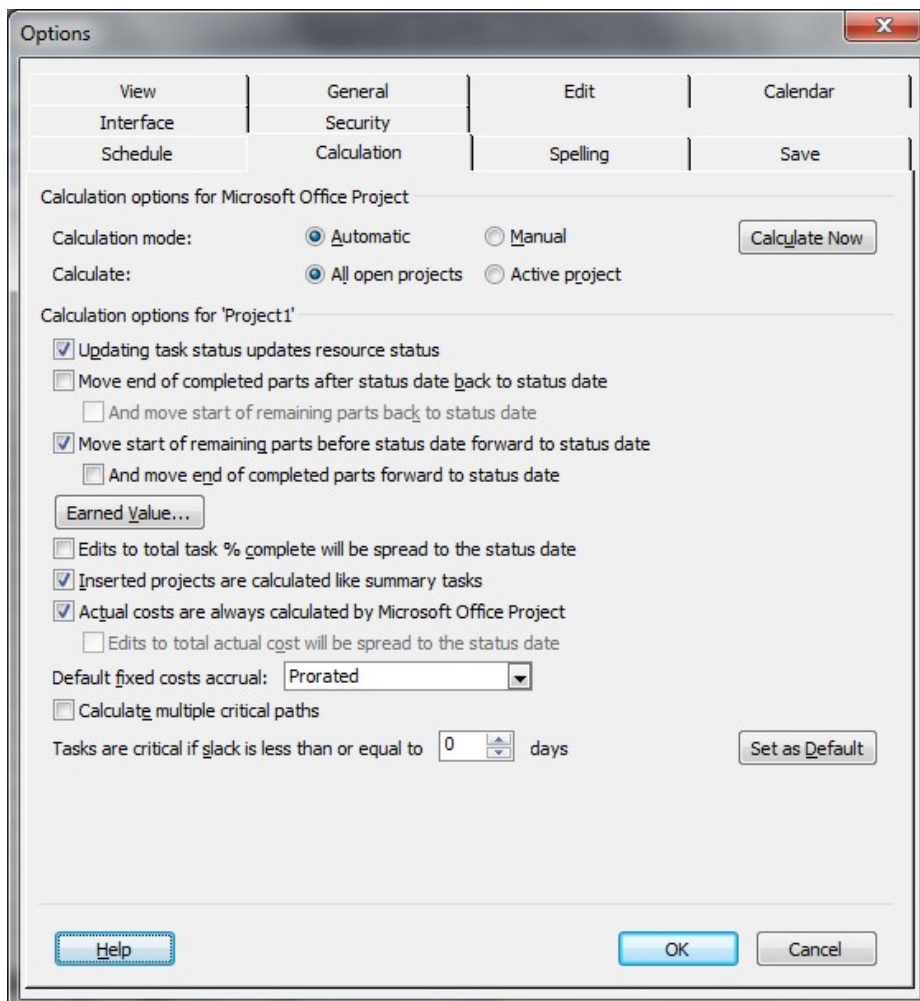 Options
View General Edit Calendar
Interface Security
Schedule Calculation Spelling Save
Calculation options for Microsoft Office Project
Calculation mode: Automatic Manual Calculate Now
Calculate: All open projects Active project
Calculation options for 'Project1'
Updating task status updates resource status
Move end of completed parts after status date back to status date
And move start of remaining parts back to status date
Move start of remaining parts before status date forward to status date
And move end of completed parts forward to status date
Earned Value...
Edits to total task % complete will be spread to the status date
Inserted projects are calculated like summary tasks
Actual costs are always calculated by Microsoft Office Project
Edits to total actual cost will be spread to the status date
Default fixed costs accrual: Prorated
Calculate multiple critical paths
Tasks are critical if slack is less than or equal to 0 days Set as Default
Help OK Cancel